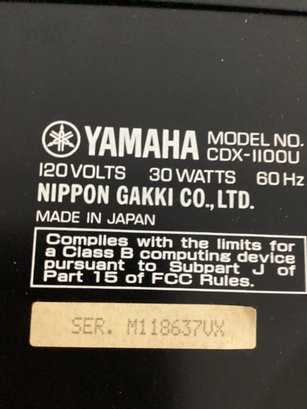 YAMAHA MODEL NO.
CDX-1100U
120 VOLTS 30 WATTS 60 Hz
NIPPON GAKKI CO., LTD.
MADE IN JAPAN
Complies with the limits for
a Class B computing device
pursuant to Subpart J of
Part 15 of FCC Rules.
SER. M118637VX